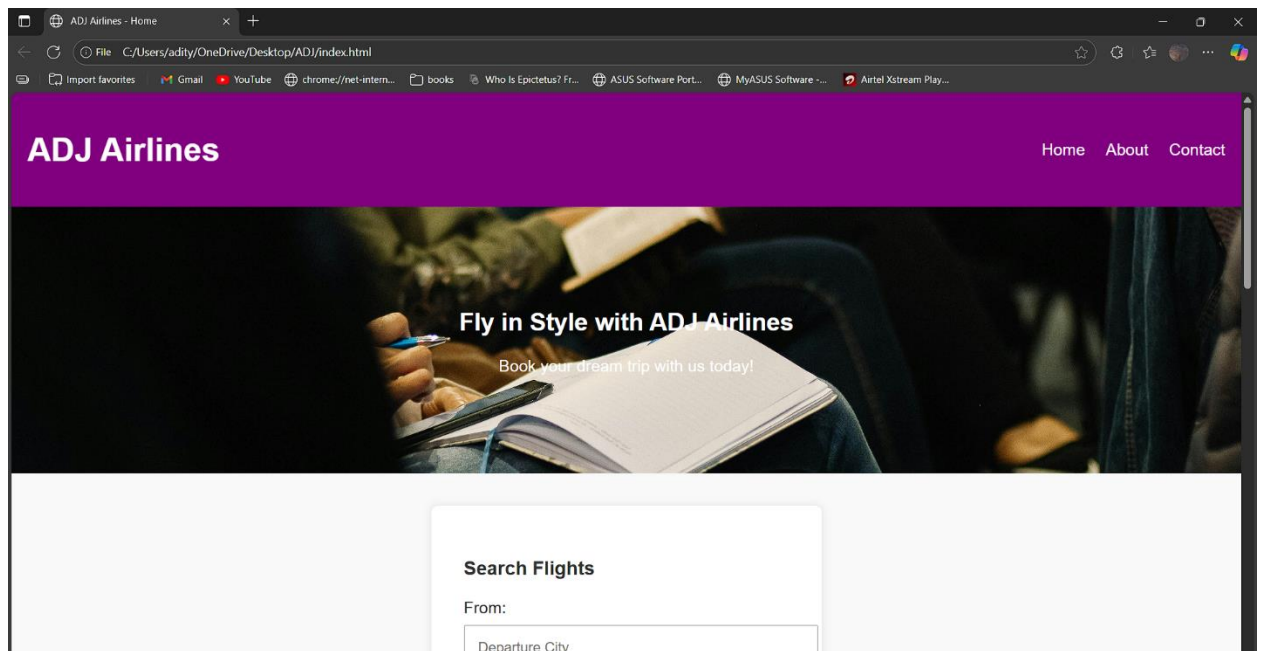 ADJ Airlines - Home
File C:/Users/adity/OneDrive/Desktop/ADJ/index.html
Import favorites Gmail YouTube chrome://net-intern... books Who Is Epictetus? Fr... ASUS Software Port... MyASUS Software -... Airtel Xstream Play...
ADJ Airlines Home About Contact
Fly in Style with ADJ Airlines
Book your dream trip with us today!
Search Flights
From:
Departure City